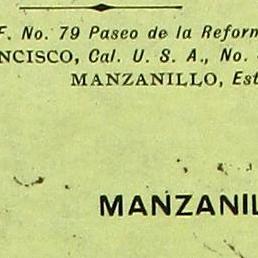 F. No. 79 Paseo de la Reform
NCISCO, Cal. U. S. A., No.
MANZANILLO, Est
MANZANIL